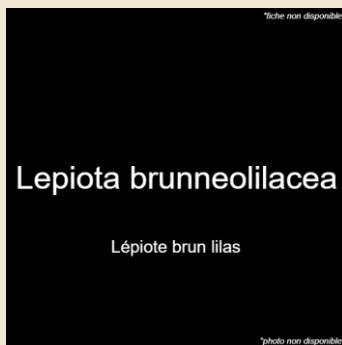 *fiche non disponible
Lepiota brunneolilacea
Lépiote brun lilas
*photo non disponible